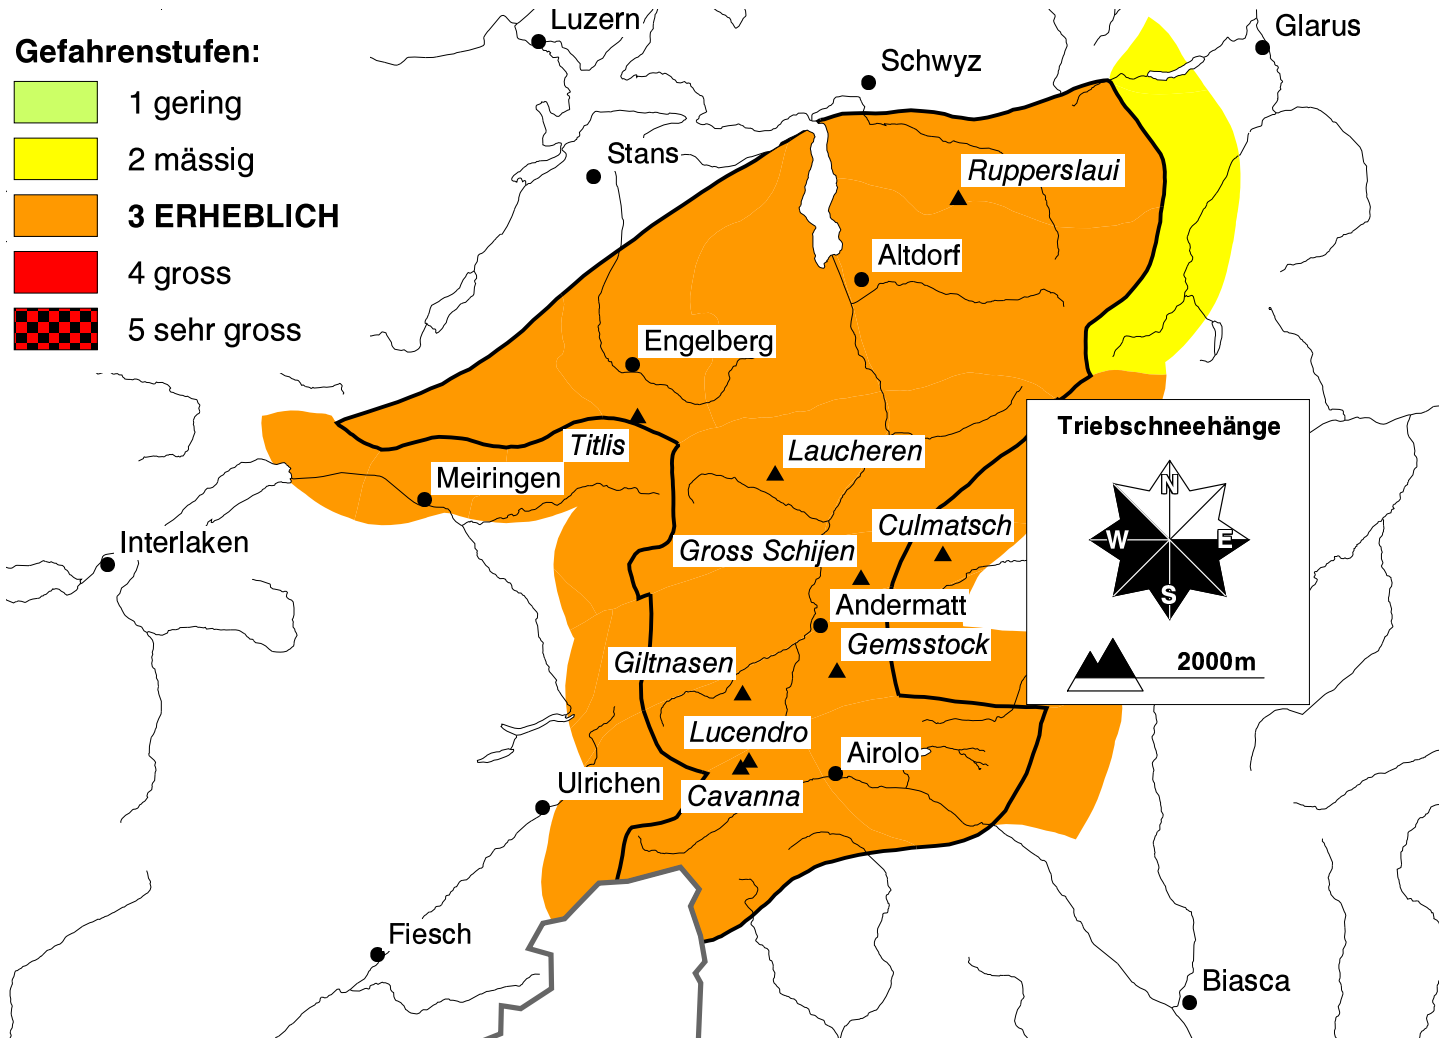 Luzern
Glarus
Gefahrenstufen:
Schwyz
1 gering
2 mässig
Stans
Rupperslaui
3 ERHEBLICH
Altdorf
4 gross
5 sehr gross
Engelberg
Triebschneehänge
Titlis
Laucheren
Meiringen
N
Culmatsch
Interlaken
Gross Schijen
W
E
S
Andermatt
Gemsstock
Giltnasen
2000m
Lucendro
Airolo
Ulrichen
Cavanna
Fiesch
Biasca